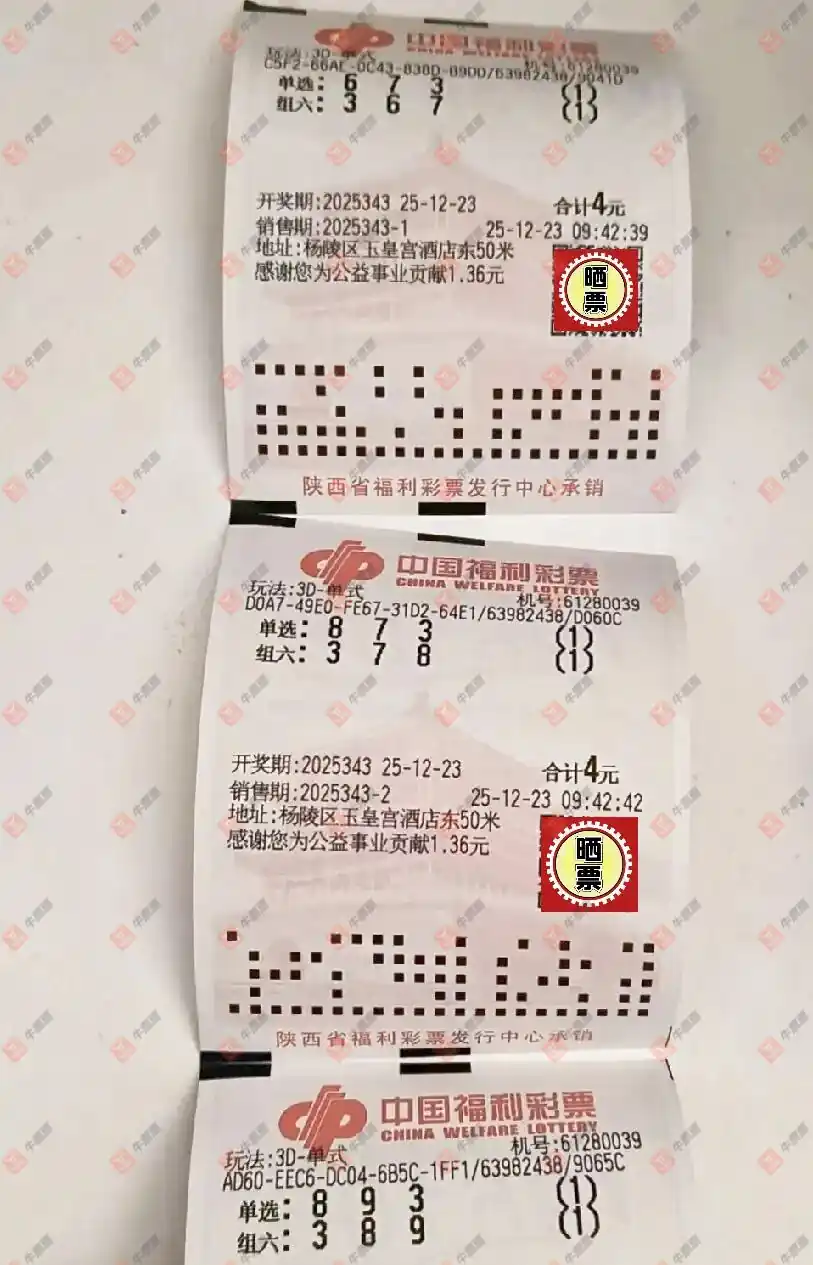 中国福利彩票
CHINA WELFARE LOTTERY
玩法:3D-单式 机号:61280039
C5F2-66AE-0C43-838D-89DD/63982438/9041D
单选: 6 7 3 (1)
组六: 3 6 7 (1)
开奖期:2025343 25-12-23 合计4元
销售期:2025343-1 25-12-23 09:42:39
地址:杨陵区玉皇宫酒店东50米
感谢您为公益事业贡献1.36元
晒票
陕西省福利彩票发行中心承销
中国福利彩票
CHINA WELFARE LOTTERY
玩法:3D-单式 机号:61280039
D0A7-49E0-FE67-31D2-64E1/63982438/D060C
单选: 8 7 3 (1)
组六: 3 7 8 (1)
开奖期:2025343 25-12-23 合计4元
销售期:2025343-2 25-12-23 09:42:42
地址:杨陵区玉皇宫酒店东50米
感谢您为公益事业贡献1.36元
晒票
陕西省福利彩票发行中心承销
中国福利彩票
CHINA WELFARE LOTTERY
玩法:3D-单式 机号:61280039
AD60-EEC6-DC04-6B5C-1FF1/63982438/9065C
单选: 8 9 3 (1)
组六: 3 8 9 (1)